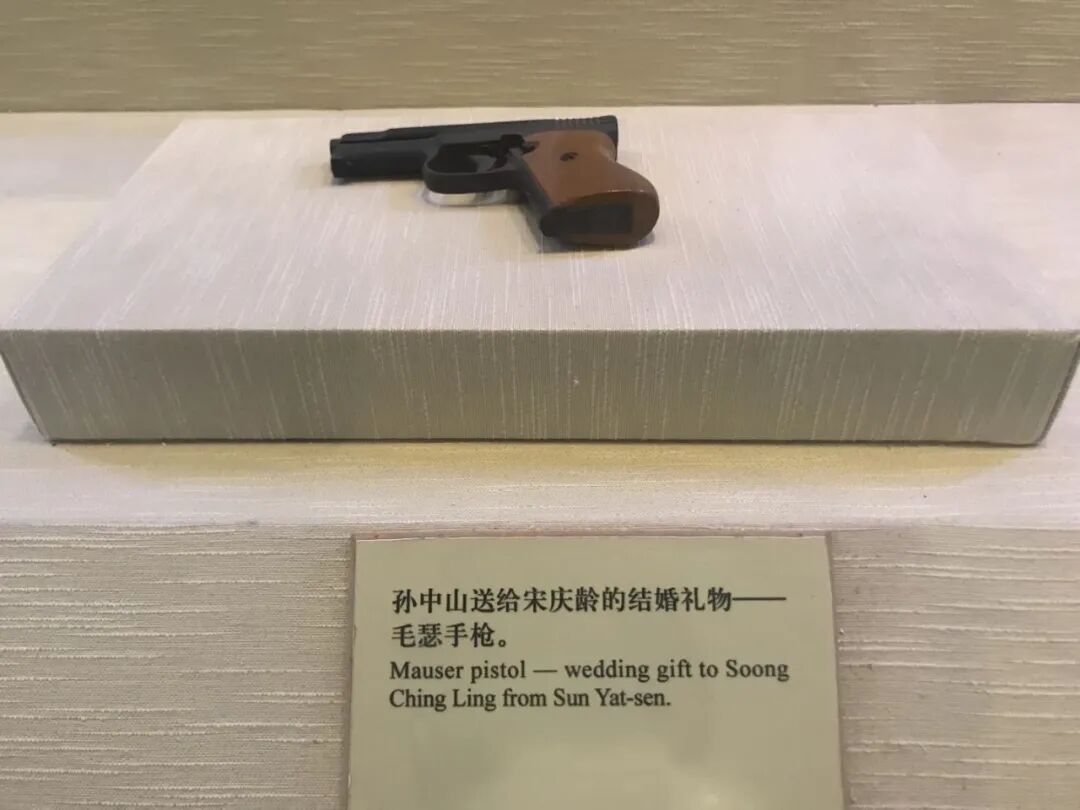 孙中山送给宋庆龄的结婚礼物——
毛瑟手枪。
Mauser pistol — wedding gift to Soong
Ching Ling from Sun Yat-sen.